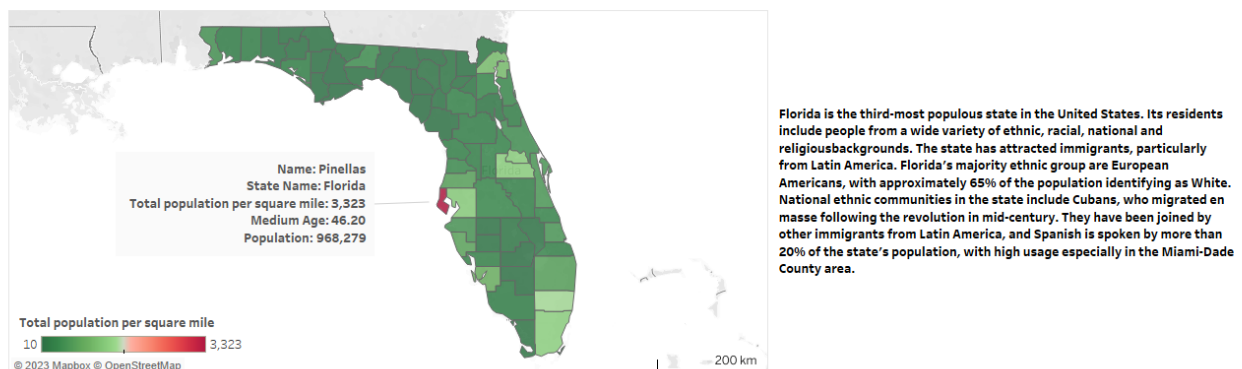 Name: Pinellas
State Name: Florida
Total population per square mile: 3,323
Medium Age: 46.20
Population: 968,279
Florida
Total population per square mile
10
3,323
© 2023 Mapbox © OpenStreetMap
200 km
Florida is the third-most populous state in the United States. Its residents
include people from a wide variety of ethnic, racial, national and
religiousbackgrounds. The state has attracted immigrants, particularly
from Latin America. Florida’s majority ethnic group are European
Americans, with approximately 65% of the population identifying as White.
National ethnic communities in the state include Cubans, who migrated en
masse following the revolution in mid-century. They have been joined by
other immigrants from Latin America, and Spanish is spoken by more than
20% of the state’s population, with high usage especially in the Miami-Dade
County area.